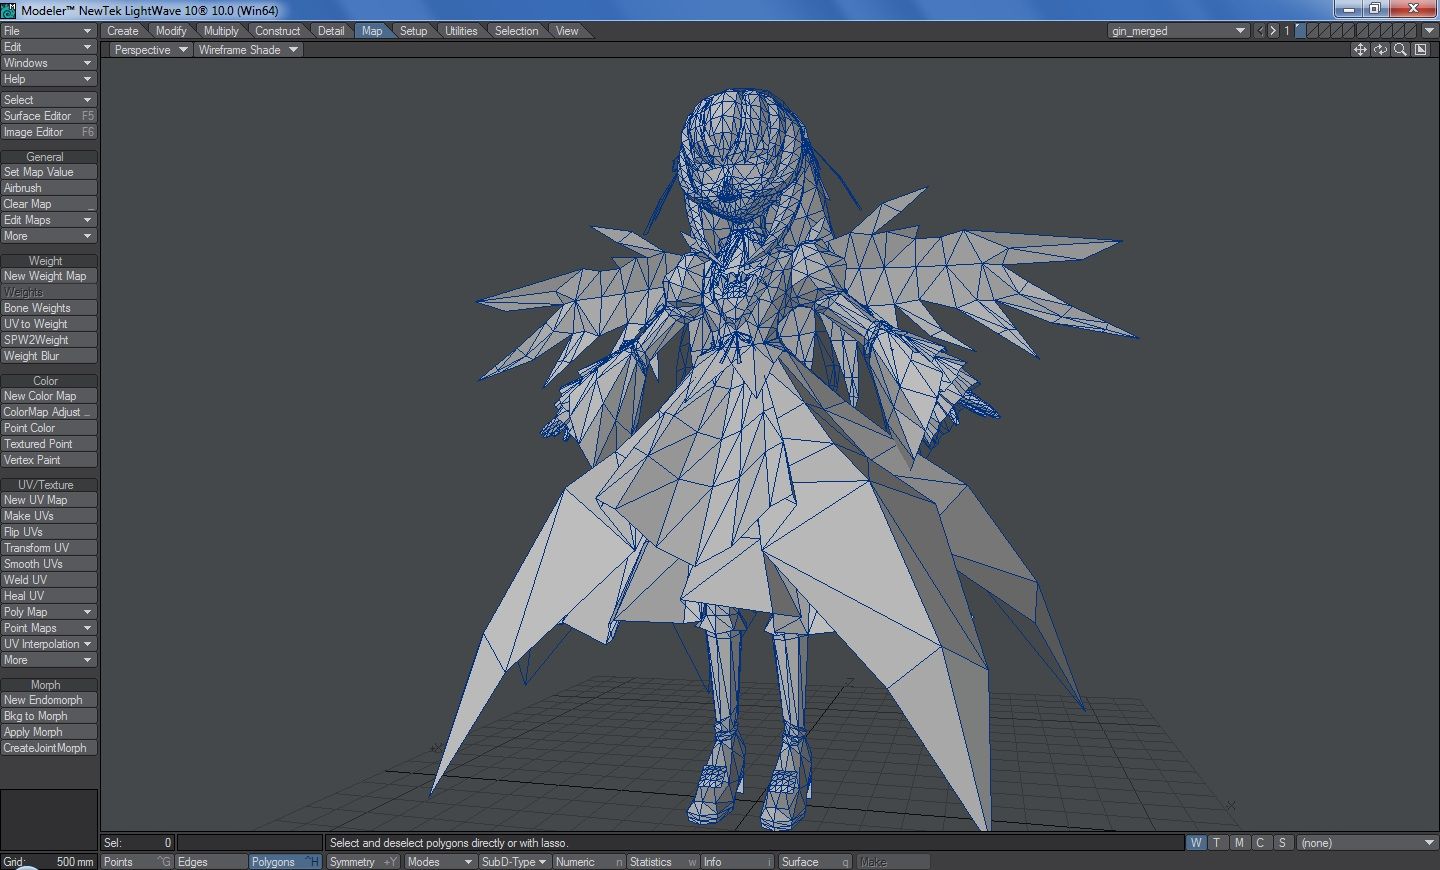 Modeler™ NewTek LightWave 10® 10.0 (Win64)
File
Create Modify Multiply Construct Detail Map Setup Utilities Selection View
gin_merged
1
Edit
Perspective Wireframe Shade
Windows
Help
Select
Surface Editor F5
Image Editor F6
General
Set Map Value
Airbrush
Clear Map _
Edit Maps
More
Weight
New Weight Map
Weights
Bone Weights
UV to Weight
SPW2Weight
Weight Blur
Color
New Color Map
ColorMap Adjust ...
Point Color
Textured Point
Vertex Paint
UV/Texture
New UV Map
Make UVs
Flip UVs
Transform UV
Smooth UVs
Weld UV
Heal UV
Poly Map
Point Maps
UV Interpolation
More
Morph
New Endomorph
Bkg to Morph
Apply Morph
CreateJointMorph
Sel: 0
Select and deselect polygons directly or with lasso.
W T M C S (none)
Grid: 500 mm
Points ^G Edges Polygons ^H Symmetry +Y Modes SubD-Type Numeric n Statistics w Info i Surface q Make